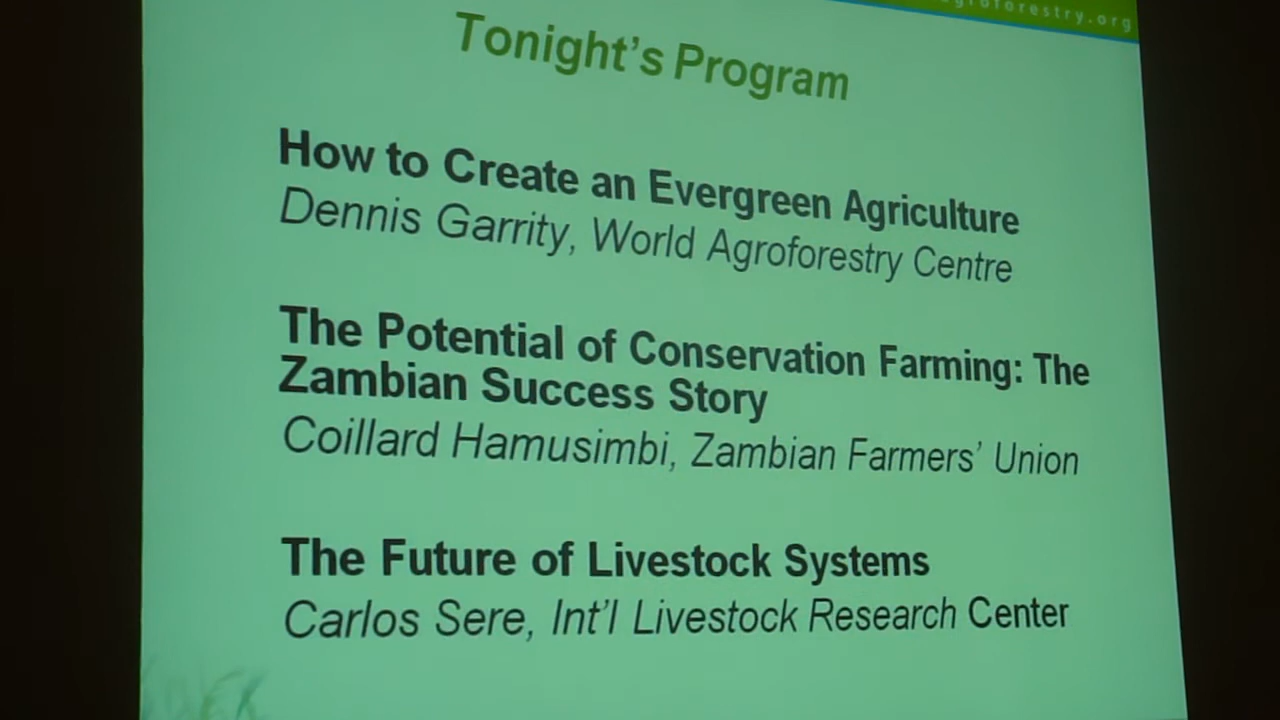 groforestry.org
Tonight's Program
How to Create an Evergreen Agriculture
Dennis Garrity, World Agroforestry Centre
The Potential of Conservation Farming: The
Zambian Success Story
Coillard Hamusimbi, Zambian Farmers' Union
The Future of Livestock Systems
Carlos Sere, Int'l Livestock Research Center